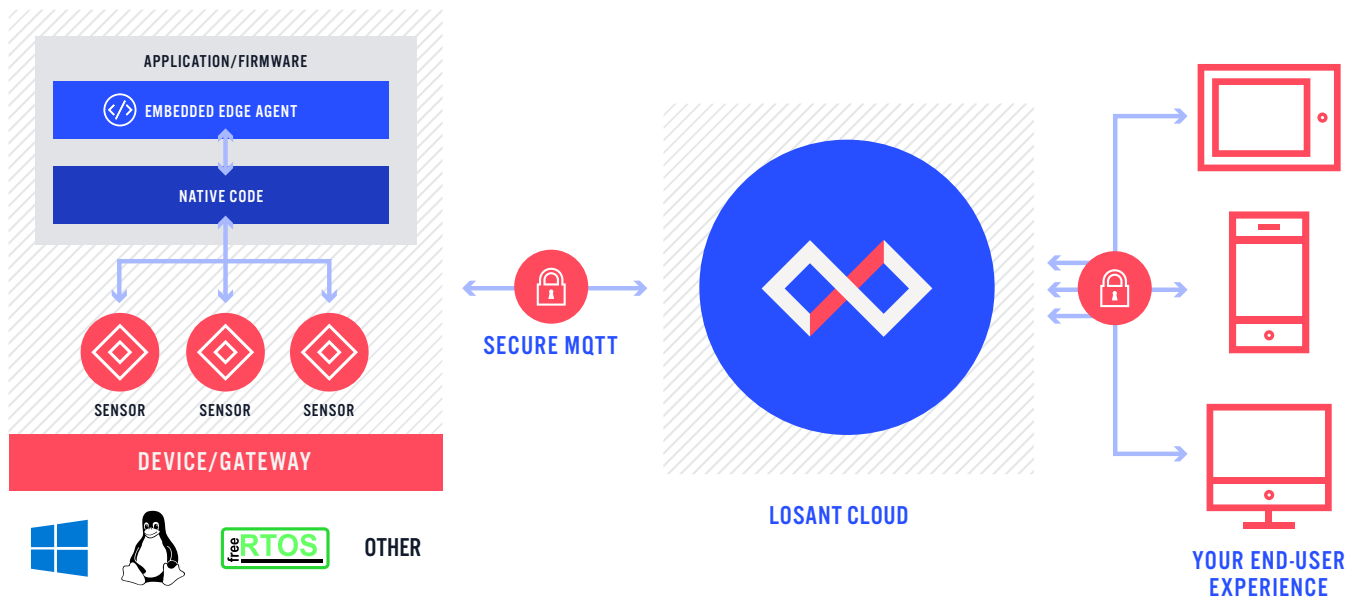 APPLICATION/FIRMWARE
</> EMBEDDED EDGE AGENT
NATIVE CODE
SENSOR SENSOR SENSOR
DEVICE/GATEWAY
free RTOS
OTHER
SECURE MQTT
LOSANT CLOUD
YOUR END-USER
EXPERIENCE